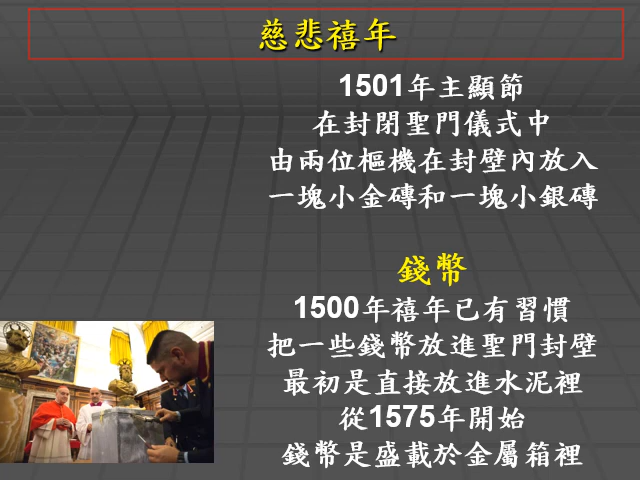 慈悲禧年
1501年主顯節
在封閉聖門儀式中
由兩位樞機在封壁內放入
一塊小金磚和一塊小銀磚
錢幣
1500年禧年已有習慣
把一些錢幣放進聖門封壁
最初是直接放進水泥裡
從1575年開始
錢幣是盛載於金屬箱裡